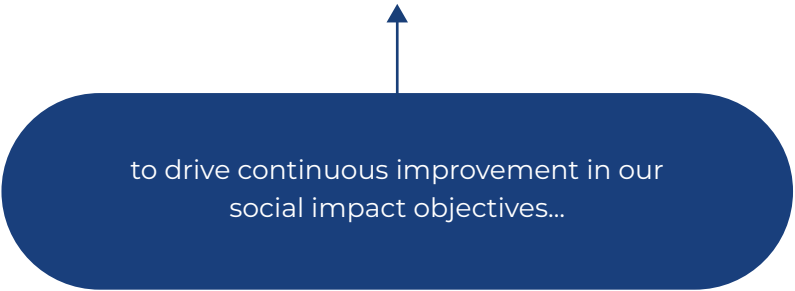 to drive continuous improvement in our
social impact objectives...